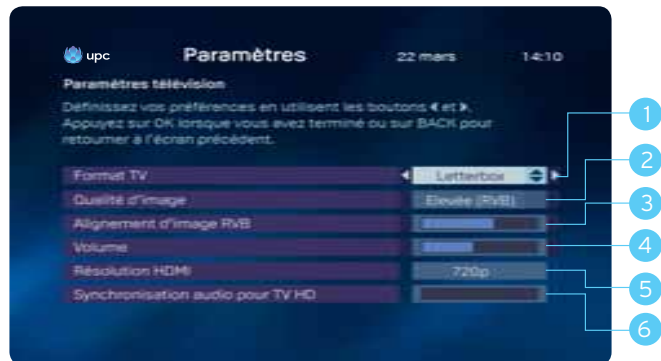 upc Paramètres 22 mars 14:10
Paramètres télévision
Définissez vos préférences en utilisent les boutons
et
.
Appuyez sur OK lorsque vous avez terminé ou sur BACK pour
retourner à l'écran précédent.
Format TV Letterbox 1
Qualité d'image Elevée (RVB) 2
Alignement d'image RVB 3
Volume 4
Résolution HDMI 720p 5
Synchronisation audio pour TV HD 6